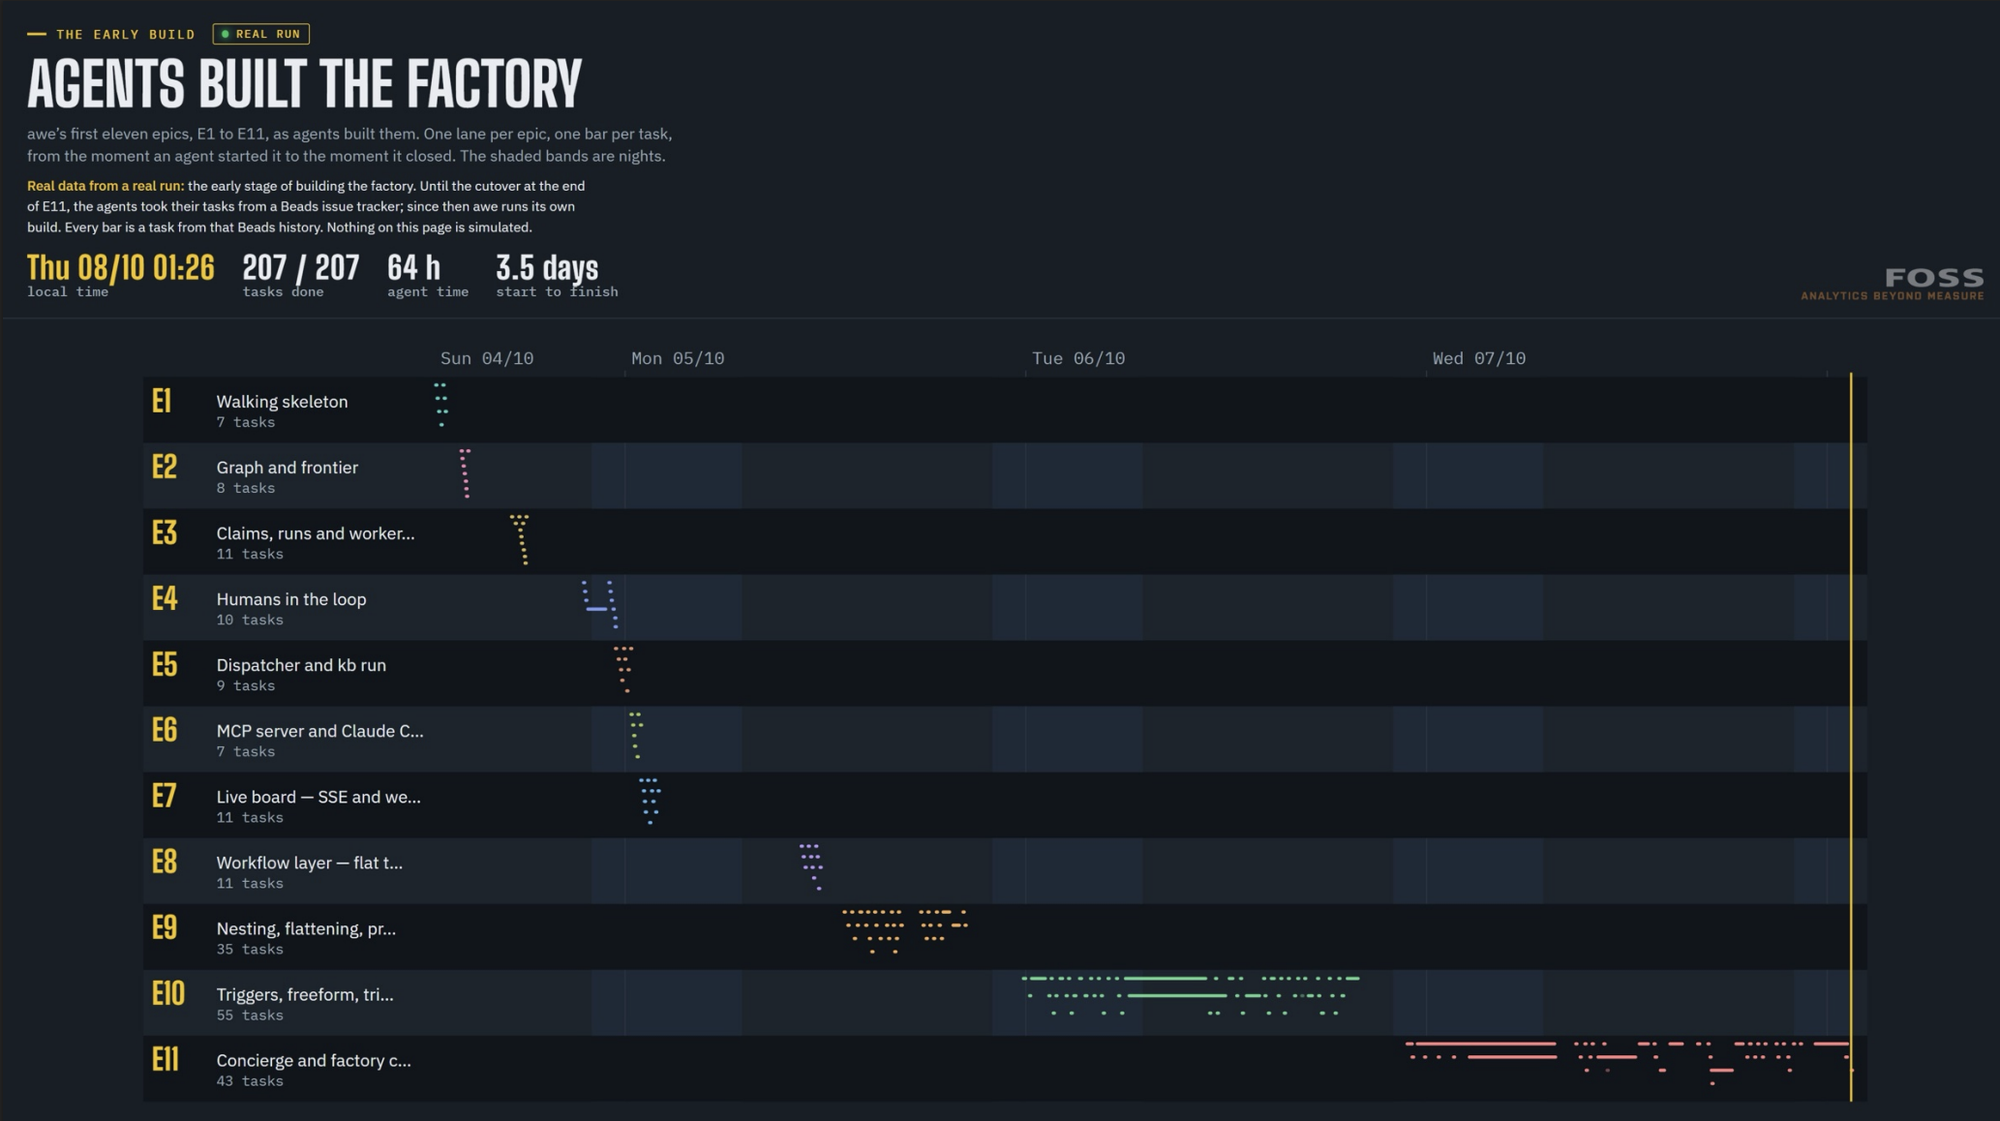 THE EARLY BUILD
REAL RUN
AGENTS BUILT THE FACTORY
awe’s first eleven epics, E1 to E11, as agents built them. One lane per epic, one bar per task,
from the moment an agent started it to the moment it closed. The shaded bands are nights.
Real data from a real run: the early stage of building the factory. Until the cutover at the end
of E11, the agents took their tasks from a Beads issue tracker; since then awe runs its own
build. Every bar is a task from that Beads history. Nothing on this page is simulated.
Thu 08/10 01:26
local time
207 / 207
tasks done
64 h
agent time
3.5 days
start to finish
FOSS
ANALYTICS BEYOND MEASURE
Sun 04/10
Mon 05/10
Tue 06/10
Wed 07/10
E1
Walking skeleton
7 tasks
E2
Graph and frontier
8 tasks
E3
Claims, runs and worker...
11 tasks
E4
Humans in the loop
10 tasks
E5
Dispatcher and kb run
9 tasks
E6
MCP server and Claude C...
7 tasks
E7
Live board — SSE and we...
11 tasks
E8
Workflow layer — flat t...
11 tasks
E9
Nesting, flattening, pr...
35 tasks
E10
Triggers, freeform, tri...
55 tasks
E11
Concierge and factory c...
43 tasks